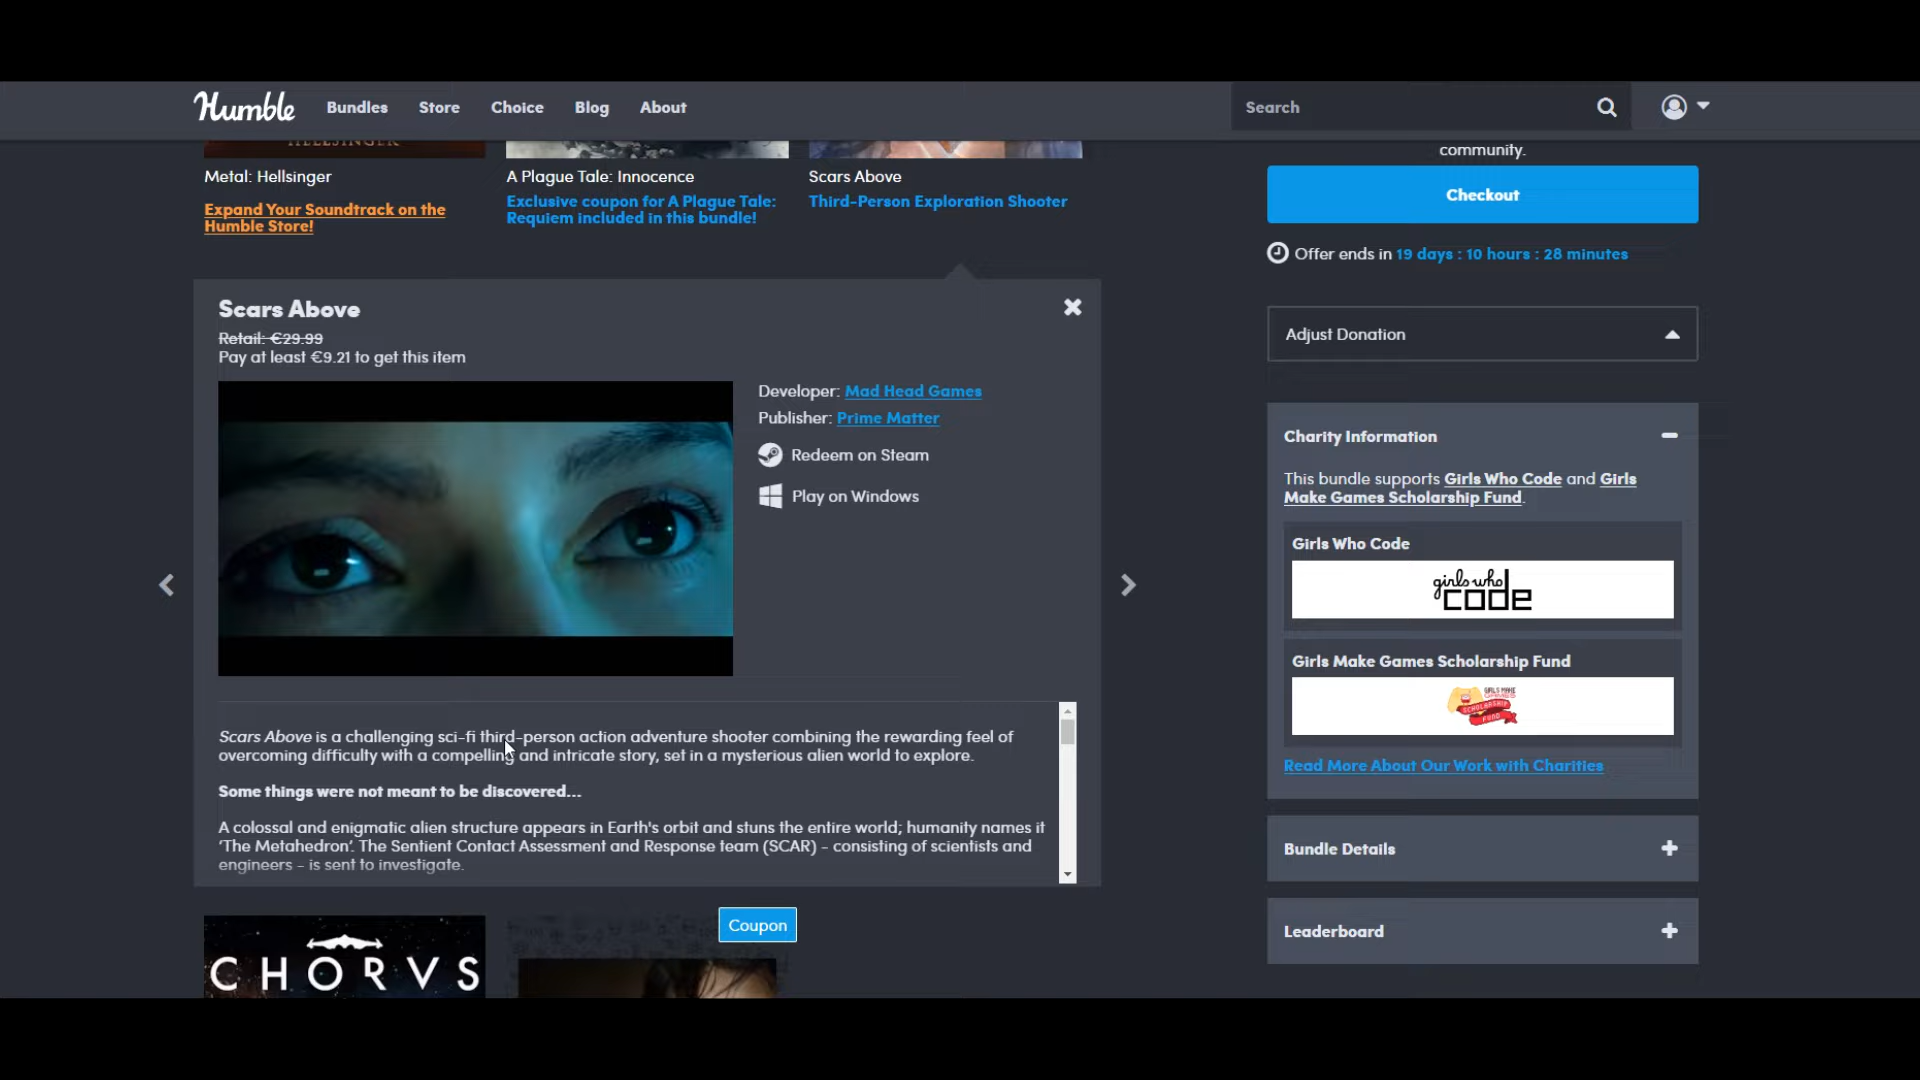 Humble Bundles Store Choice Blog About Search
HELLSINGER
Metal: Hellsinger
Expand Your Soundtrack on the
Humble Store!
A Plague Tale: Innocence
Exclusive coupon for A Plague Tale:
Requiem included in this bundle!
Scars Above
Third-Person Exploration Shooter
Scars Above
Retail: €29.99
Pay at least €9.21 to get this item
Developer: Mad Head Games
Publisher: Prime Matter
Redeem on Steam
Play on Windows
Scars Above is a challenging sci-fi third-person action adventure shooter combining the rewarding feel of
overcoming difficulty with a compelling and intricate story, set in a mysterious alien world to explore.
Some things were not meant to be discovered...
A colossal and enigmatic alien structure appears in Earth's orbit and stuns the entire world; humanity names it
‘The Metahedron’. The Sentient Contact Assessment and Response team (SCAR) - consisting of scientists and
engineers - is sent to investigate.
CHORVS
Coupon
community.
Checkout
Offer ends in 19 days : 10 hours : 28 minutes
Adjust Donation
Charity Information
This bundle supports Girls Who Code and Girls
Make Games Scholarship Fund.
Girls Who Code
girls who
code
Girls Make Games Scholarship Fund
GIRLS MAKE
GAMES
SCHOLARSHIP
FUND
Read More About Our Work with Charities
Bundle Details
Leaderboard